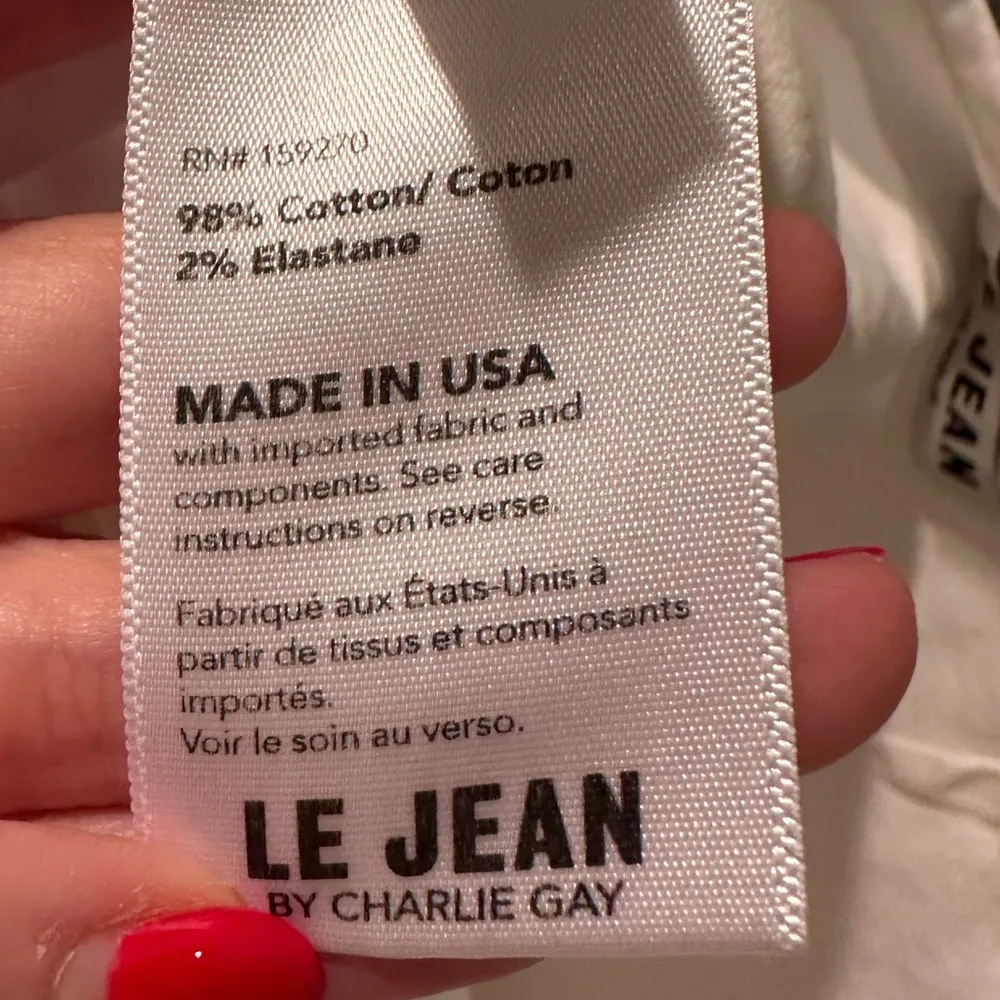 RN# 159270
98% Cotton/ Coton
2% Elastane
MADE IN USA
with imported fabric and
components. See care
instructions on reverse.
Fabriqué aux États-Unis à
partir de tissus et composants
importés.
Voir le soin au verso.
LE JEAN
BY CHARLIE GAY
JEAN